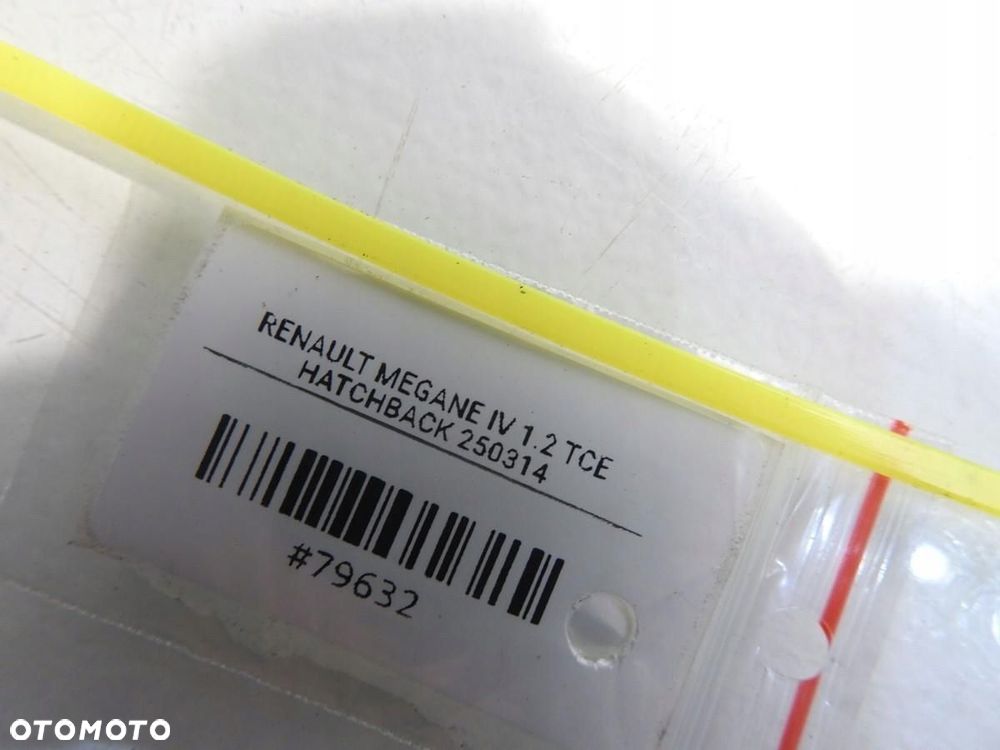 RENAULT MEGANE IV 1.2 TCE
HATCHBACK 250314
#79632
OTOMOTO